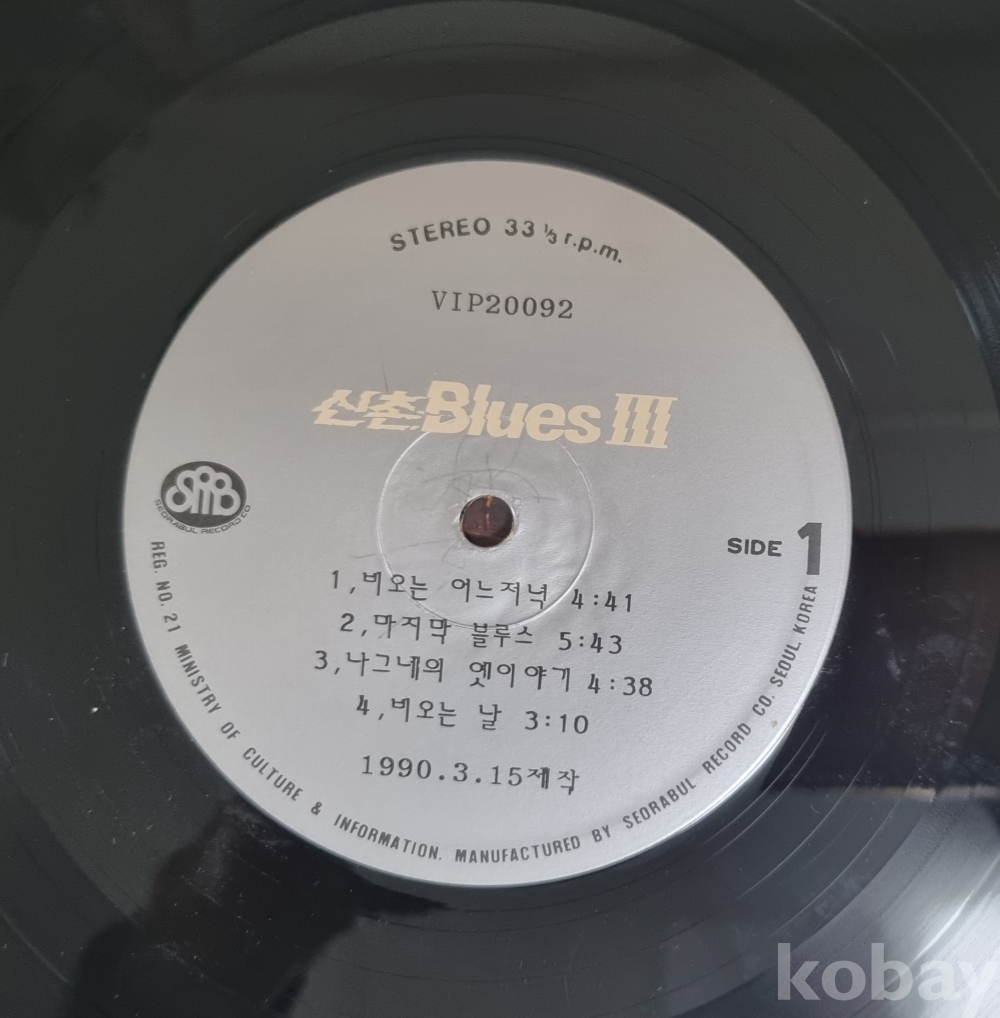 STEREO 33 ⅓ r.p.m.
VIP20092
신촌Blues III
SRB
SEORABUL RECORD CO
SIDE 1
1,비오는 어느저녁 4:41
2,마지막 블루스 5:43
3,나그네의 옛이야기 4:38
4,비오는 날 3:10
1990.3.15제작
REG. NO. 21 MINISTRY OF CULTURE & INFORMATION. MANUFACTURED BY SEORABUL RECORD CO. SEOUL KOREA
kobay